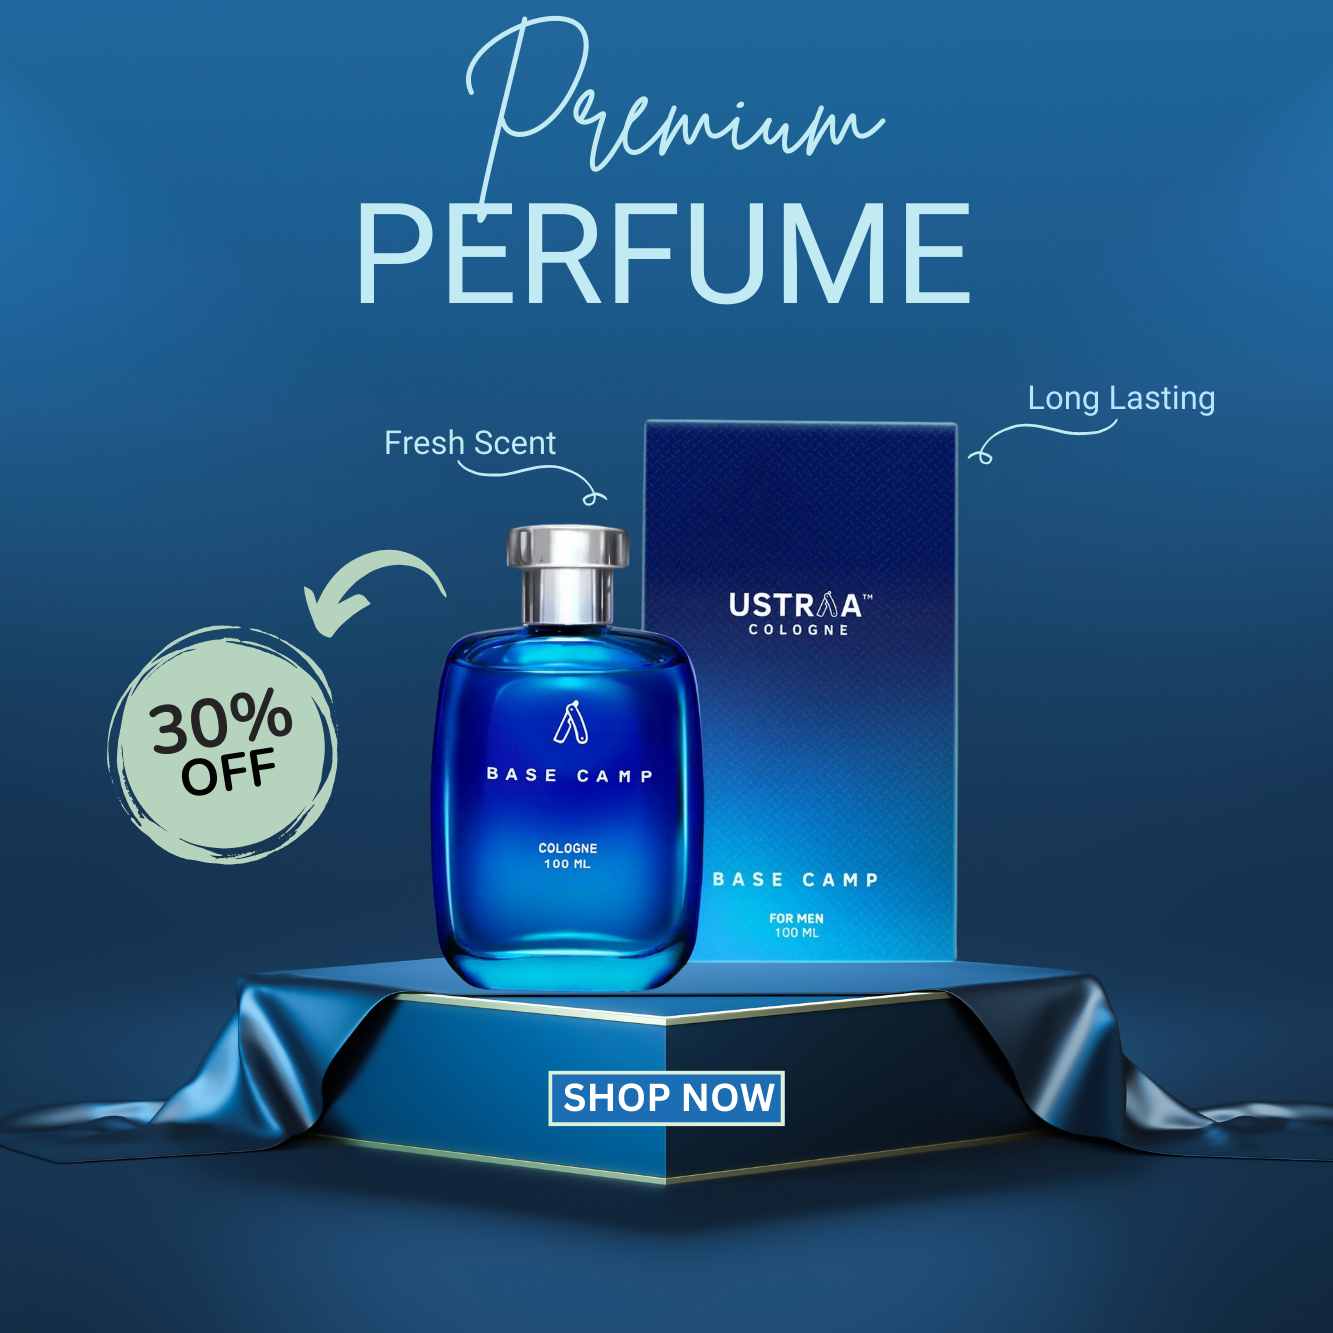 Premium
PERFUME
Long Lasting
Fresh Scent
USTRAA™
COLOGNE
30%
OFF
BASE CAMP
COLOGNE
100 ML
BASE CAMP
FOR MEN
100 ML
SHOP NOW